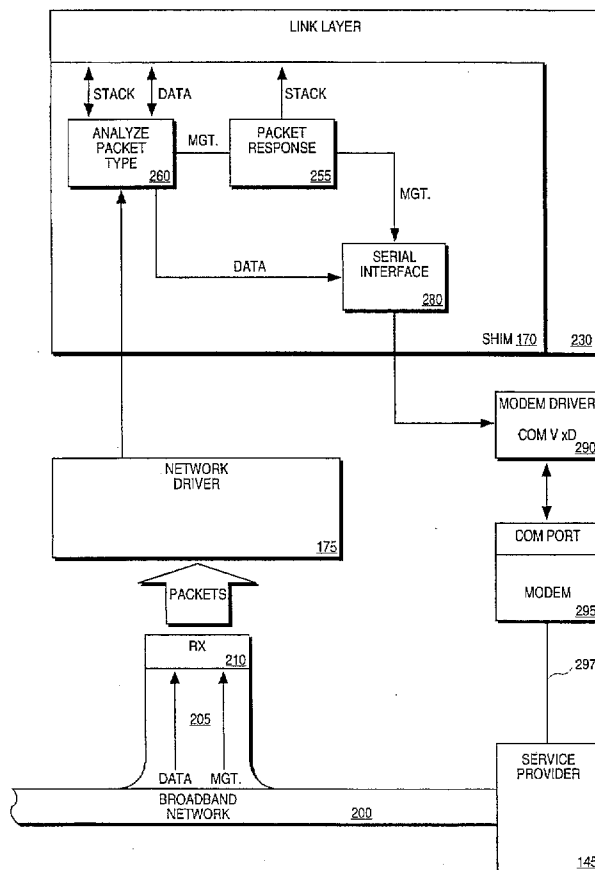 LINK LAYER
STACK
DATA
STACK
ANALYZE
PACKET
TYPE
260
MGT.
PACKET
RESPONSE
255
MGT.
DATA
SERIAL
INTERFACE
280
SHIM 170
230
MODEM DRIVER
COM V xD
290
NETWORK
DRIVER
175
COM PORT
MODEM
295
PACKETS
RX
210
297
205
DATA
MGT.
SERVICE
PROVIDER
BROADBAND
NETWORK
200
145